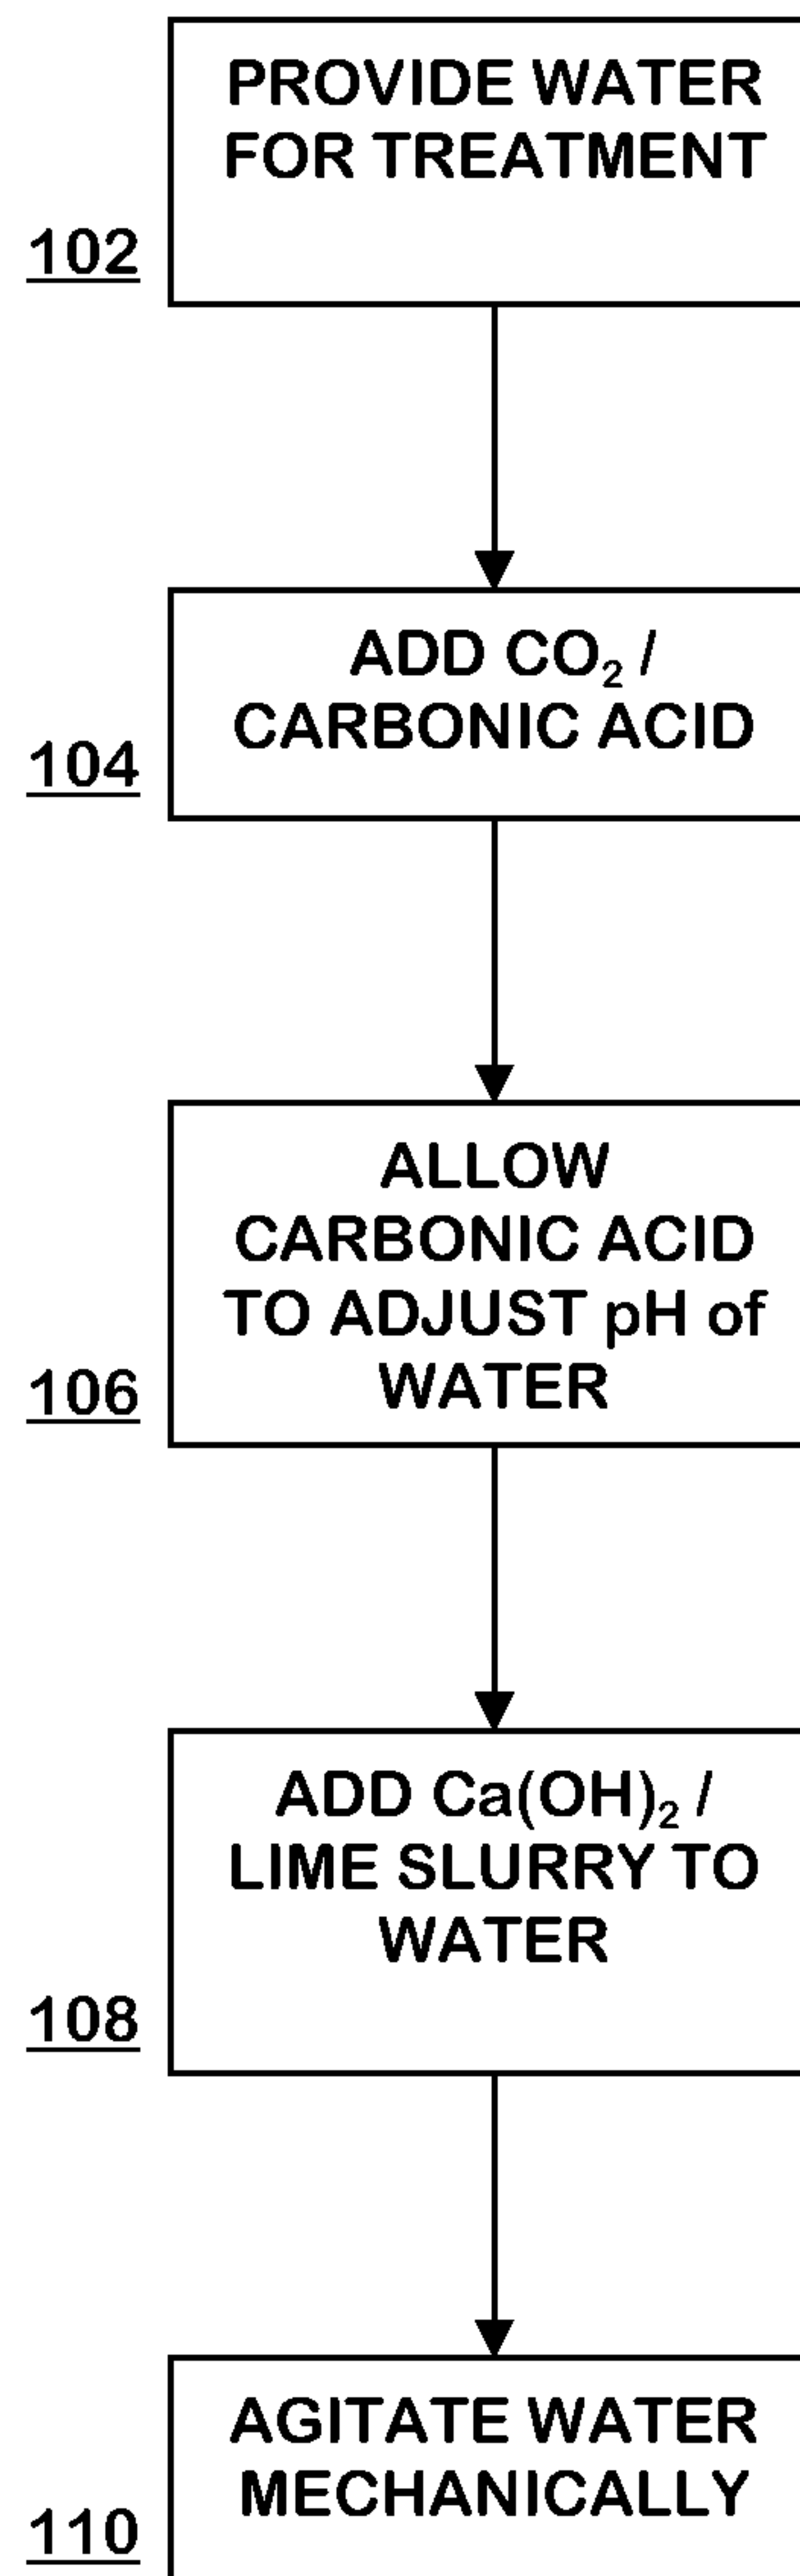 PROVIDE WATER
FOR TREATMENT
102
ADD CO₂ /
CARBONIC ACID
104
ALLOW
CARBONIC ACID
TO ADJUST pH of
WATER
106
ADD Ca(OH)₂ /
LIME SLURRY TO
WATER
108
AGITATE WATER
MECHANICALLY
110